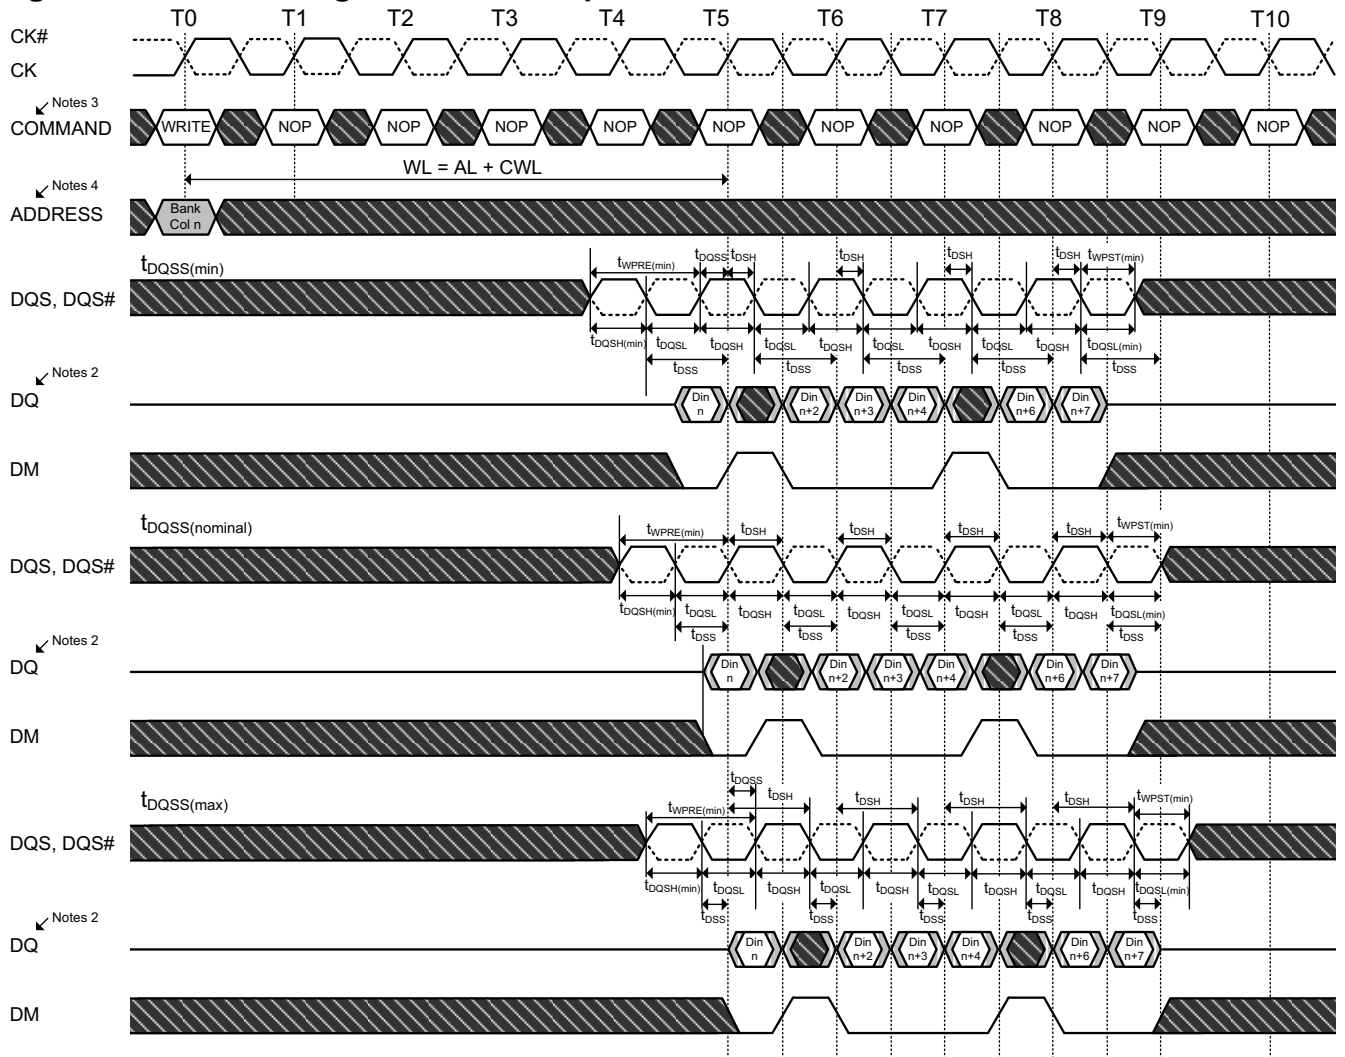 T0 T1 T2 T3 T4 T5 T6 T7 T8 T9 T10
CK#
CK
Notes 3
COMMAND WRITE NOP NOP NOP NOP NOP NOP NOP NOP NOP NOP
WL = AL + CWL
Notes 4
ADDRESS Bank
Col n
tDQSS(min) tWPRE(min) tDQSS tDSH tDSH tDSH tDSH tWPST(min)
DQS, DQS#
tDQSH(min) tDQSL tDQSH tDQSL tDQSH tDQSL tDQSH tDQSL tDQSH tDQSL(min)
tDSS tDSS tDSS tDSS tDSS
Notes 2
DQ Din n Din n+2 Din n+3 Din n+4 Din n+6 Din n+7
DM
tDQSS(nominal) tWPRE(min) tDSH tDSH tDSH tDSH tWPST(min)
DQS, DQS#
tDQSH(min) tDQSL tDQSH tDQSL tDQSH tDQSL tDQSH tDQSL tDQSH tDQSL(min)
tDSS tDSS tDSS tDSS tDSS
Notes 2
DQ Din n Din n+2 Din n+3 Din n+4 Din n+6 Din n+7
DM
tDQSS
tDQSS(max) tWPRE(min) tDSH tDSH tDSH tDSH tWPST(min)
DQS, DQS#
tDQSH(min) tDQSL tDQSH tDQSL tDQSH tDQSL tDQSH tDQSL tDQSH tDQSL(min)
tDSS tDSS tDSS tDSS tDSS
Notes 2
DQ Din n Din n+2 Din n+3 Din n+4 Din n+6 Din n+7
DM